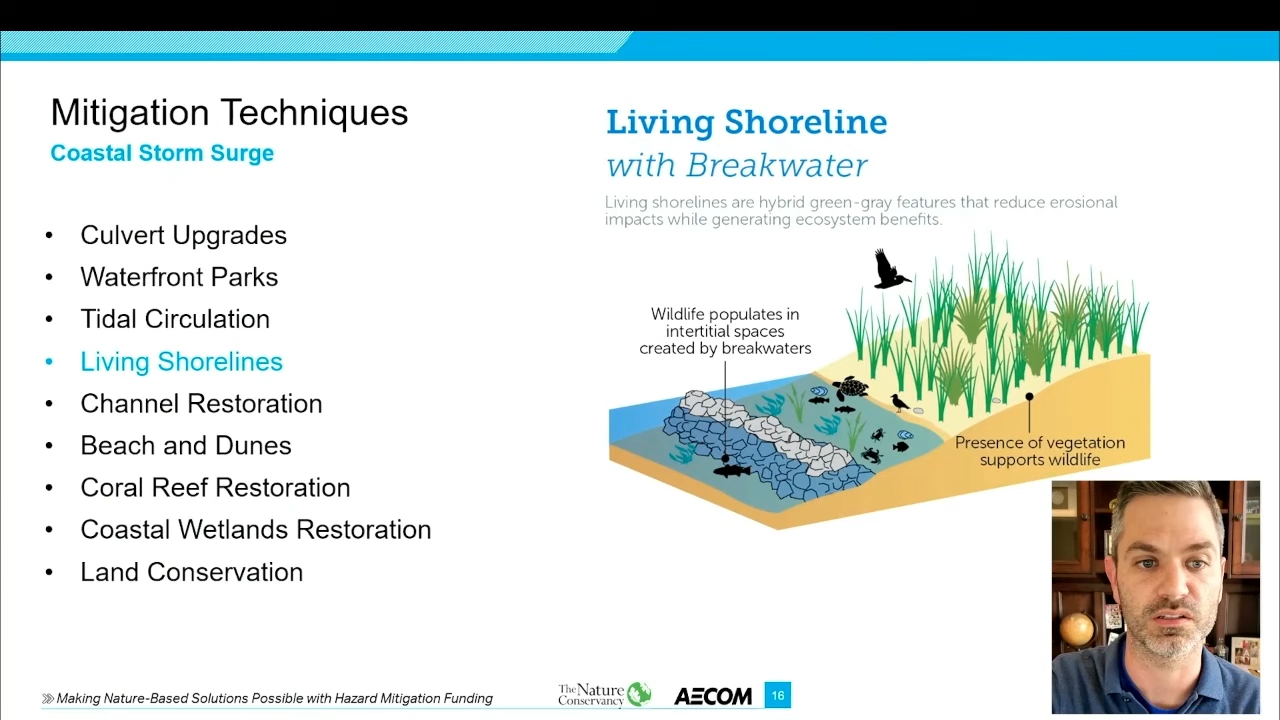 Mitigation Techniques
Coastal Storm Surge
• Culvert Upgrades
• Waterfront Parks
• Tidal Circulation
• Living Shorelines
• Channel Restoration
• Beach and Dunes
• Coral Reef Restoration
• Coastal Wetlands Restoration
• Land Conservation
Living Shoreline
with Breakwater
Living shorelines are hybrid green-gray features that reduce erosional
impacts while generating ecosystem benefits.
Wildlife populates in
intertitial spaces
created by breakwaters
Presence of vegetation
supports wildlife
Making Nature-Based Solutions Possible with Hazard Mitigation Funding
The Nature
Conservancy
AECOM
16